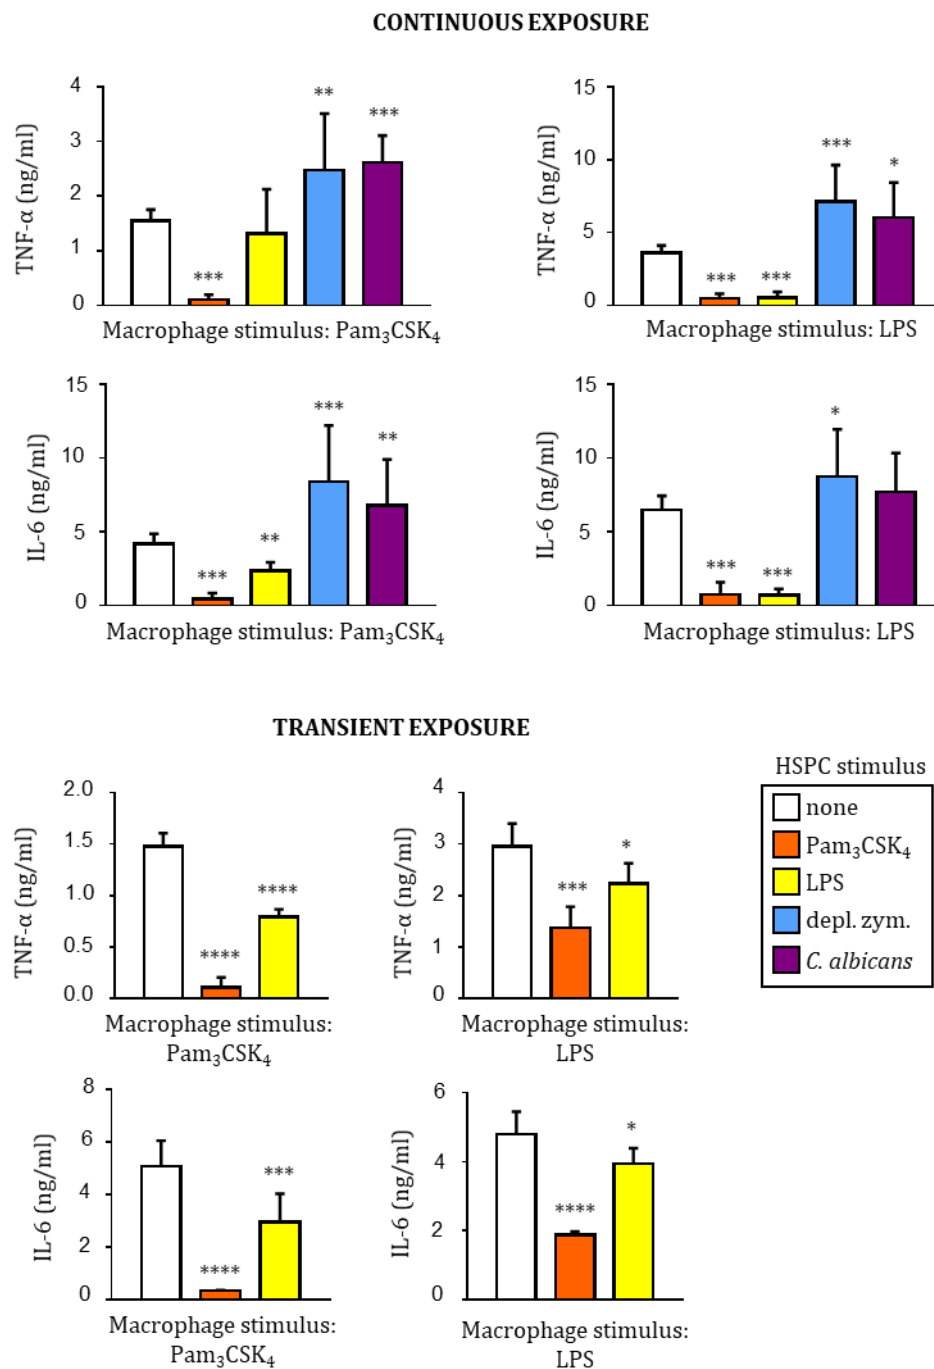 CONTINUOUS EXPOSURE
4
3
2
1
0
TNF-α (ng/ml)
***
**
***
Macrophage stimulus: Pam₃CSK₄
15
10
5
0
TNF-α (ng/ml)
***
***
***
*
Macrophage stimulus: LPS
15
10
5
0
IL-6 (ng/ml)
***
**
***
**
Macrophage stimulus: Pam₃CSK₄
15
10
5
0
IL-6 (ng/ml)
***
***
*
Macrophage stimulus: LPS
TRANSIENT EXPOSURE
2.0
1.5
1.0
0.5
0.0
TNF-α (ng/ml)
****
****
Macrophage stimulus:
Pam₃CSK₄
4
3
2
1
0
TNF-α (ng/ml)
***
*
Macrophage stimulus:
LPS
HSPC stimulus
none
Pam₃CSK₄
LPS
depl. zym.
C. albicans
8
6
4
2
0
IL-6 (ng/ml)
****
***
Macrophage stimulus:
Pam₃CSK₄
6
4
2
0
IL-6 (ng/ml)
****
*
Macrophage stimulus:
LPS